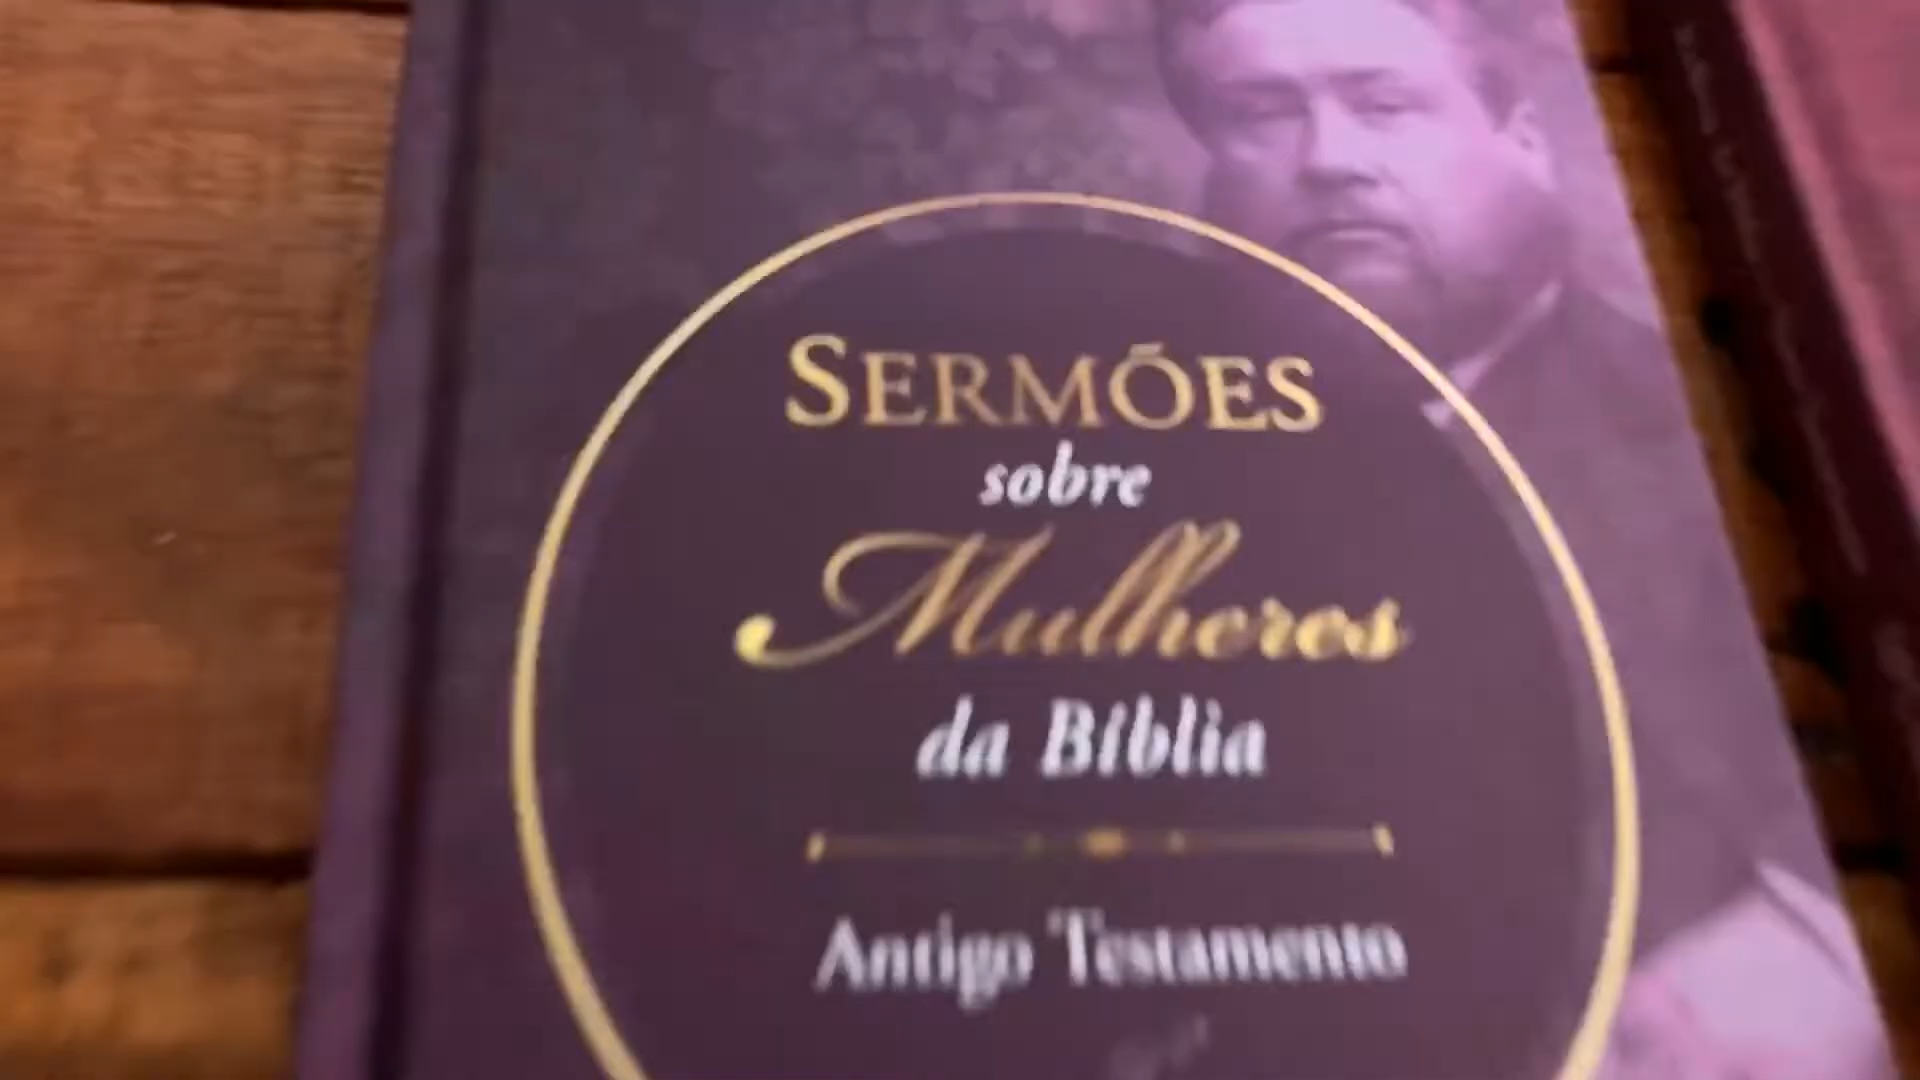 SERMÕES
sobre
Mulheres
da Bíblia
Antigo Testamento